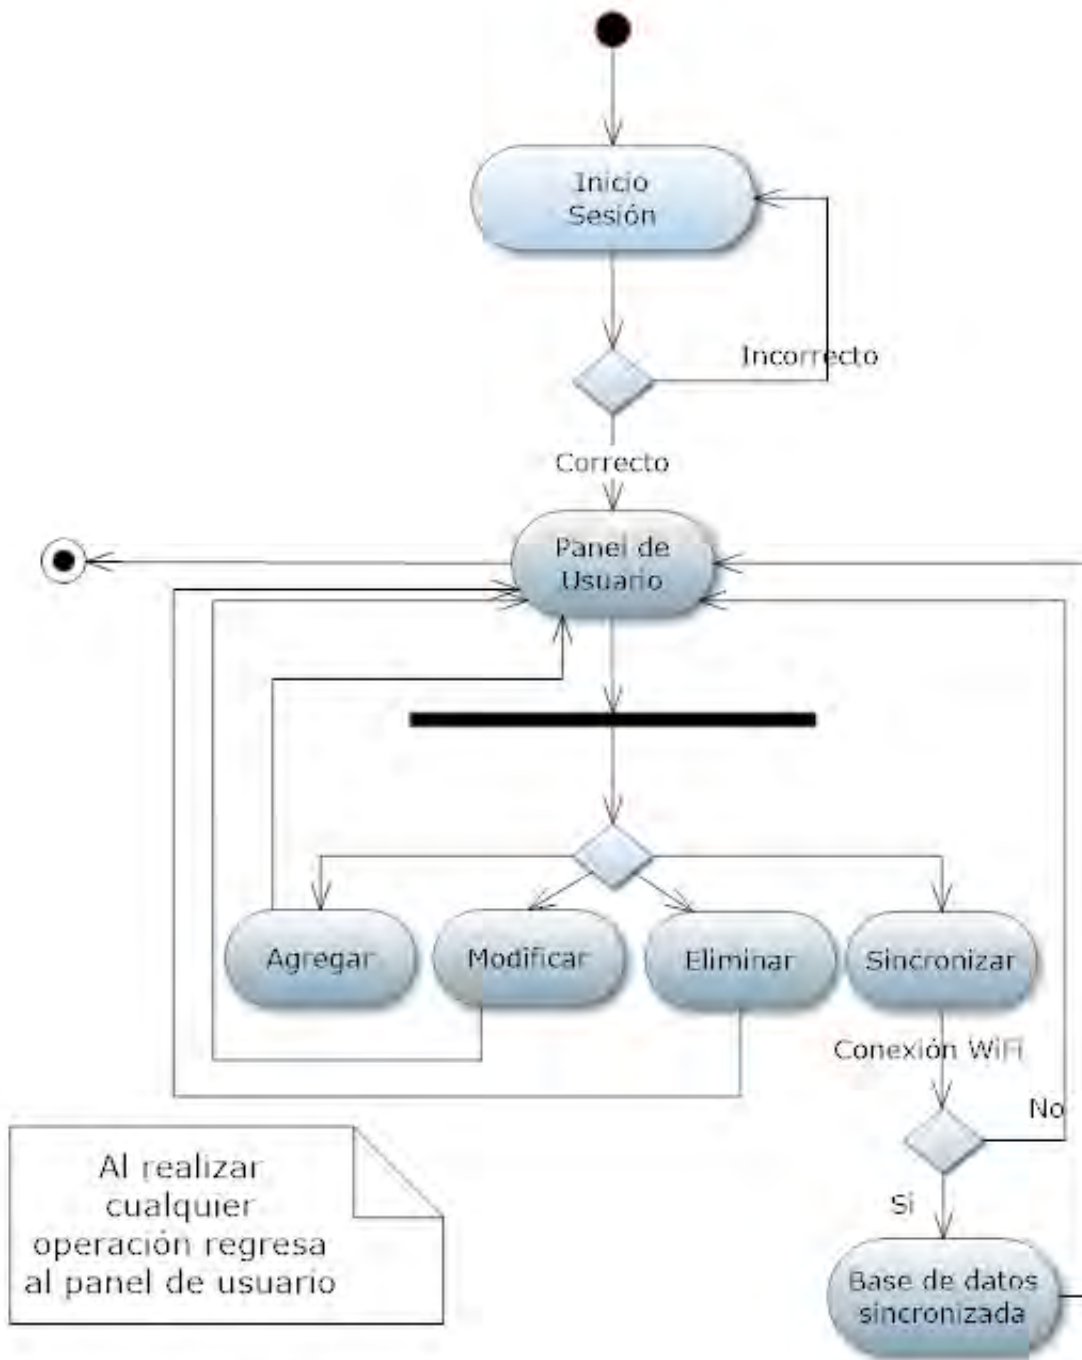 Inicio
Sesión
Incorrecto
Correcto
Panel de
Usuario
Agregar
Modificar
Eliminar
Sincronizar
Conexión WiFi
No
Si
Base de datos
sincronizada
Al realizar
cualquier
operación regresa
al panel de usuario